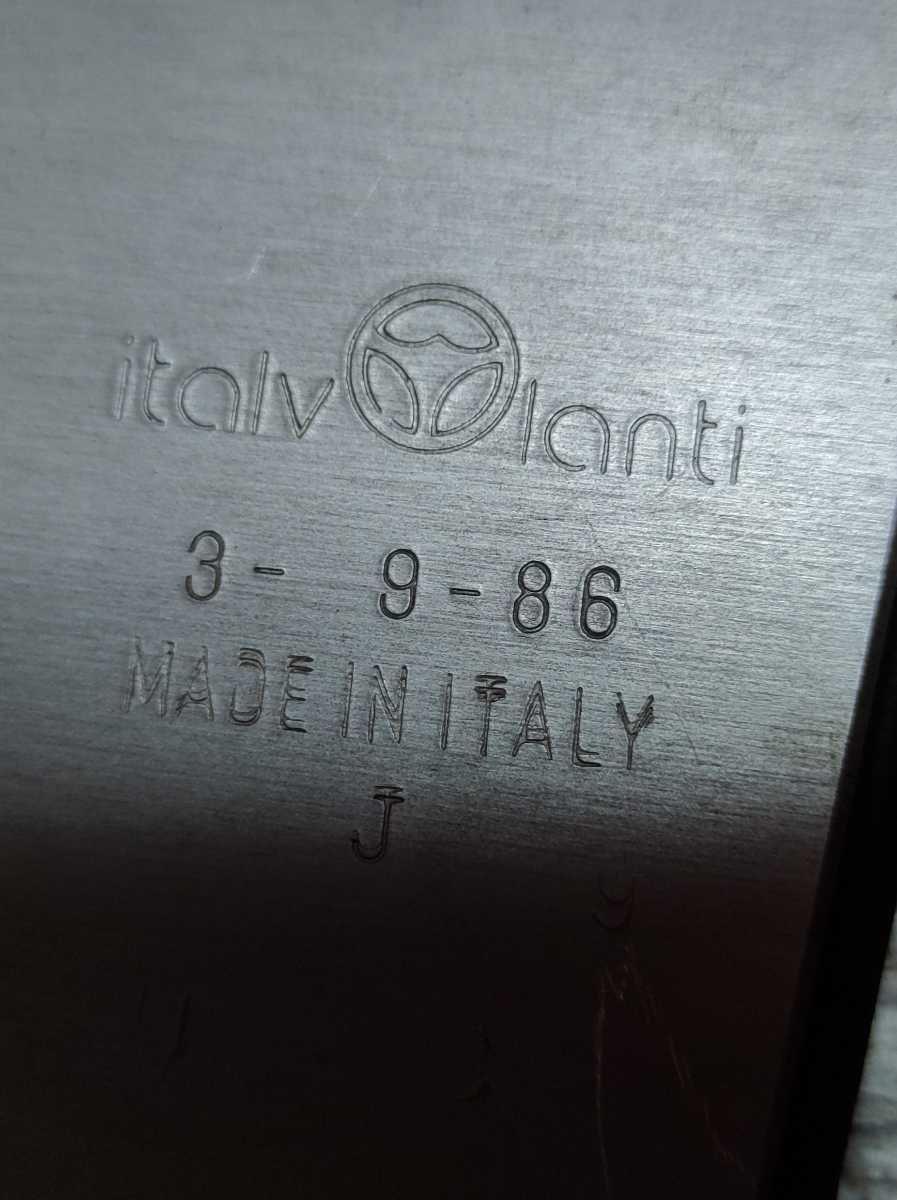 italvolanti
3- 9-86
MADE IN ITALY
J